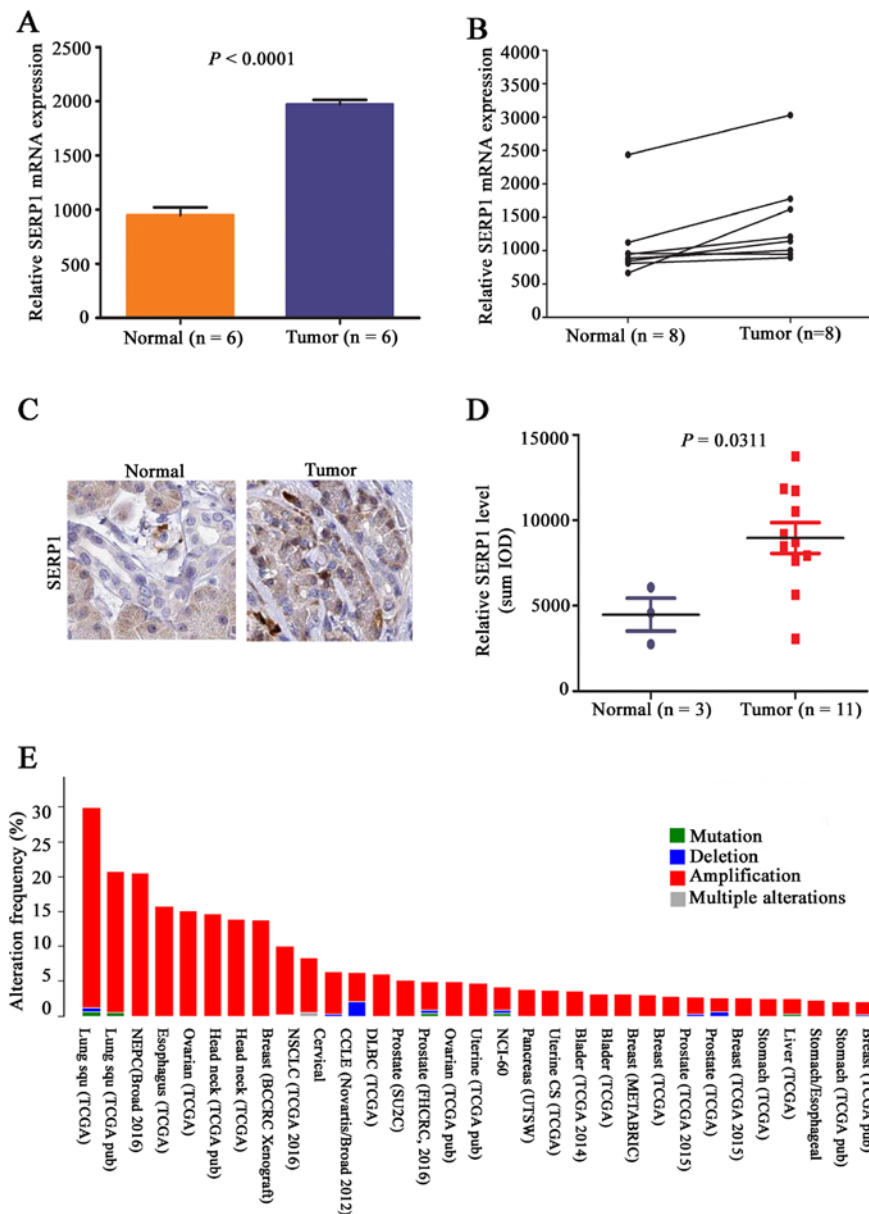 A
Relative SERP1 mRNA expression
2500
2000
1500
1000
500
0
P < 0.0001
Normal (n = 6)
Tumor (n = 6)
B
Relative SERP1 mRNA expression
4000
3500
3000
2500
2000
1500
1000
500
0
Normal (n = 8)
Tumor (n=8)
C
Normal
Tumor
SERP1
D
Relative SERP1 level
(sum IOD)
15000
10000
5000
0
P = 0.0311
Normal (n = 3)
Tumor (n = 11)
E
Alteration frequency (%)
30
25
20
15
10
5
0
Mutation
Deletion
Amplification
Multiple alterations
Lung squ (TCGA)
Lung squ (TCGA pub)
NEPC(Broad 2016)
Esophagus (TCGA)
Ovarian (TCGA)
Head neck (TCGA pub)
Head neck (TCGA)
Breast (BCCRC Xenograft)
NSCLC (TCGA 2016)
Cervical
CCLE (Novartis/Broad 2012)
DLBC (TCGA)
Prostate (SU2C)
Prostate (FHCRC, 2016)
Ovarian (TCGA pub)
Uterine (TCGA pub)
NCI-60
Pancreas (UTSW)
Uterine CS (TCGA)
Blader (TCGA 2014)
Blader (TCGA)
Breast (METABRIC)
Breast (TCGA)
Prostate (TCGA 2015)
Prostate (TCGA)
Breast (TCGA 2015)
Stomach (TCGA)
Liver (TCGA)
Stomach/Esophageal
Stomach (TCGA pub)
Breast (TCGA pub)